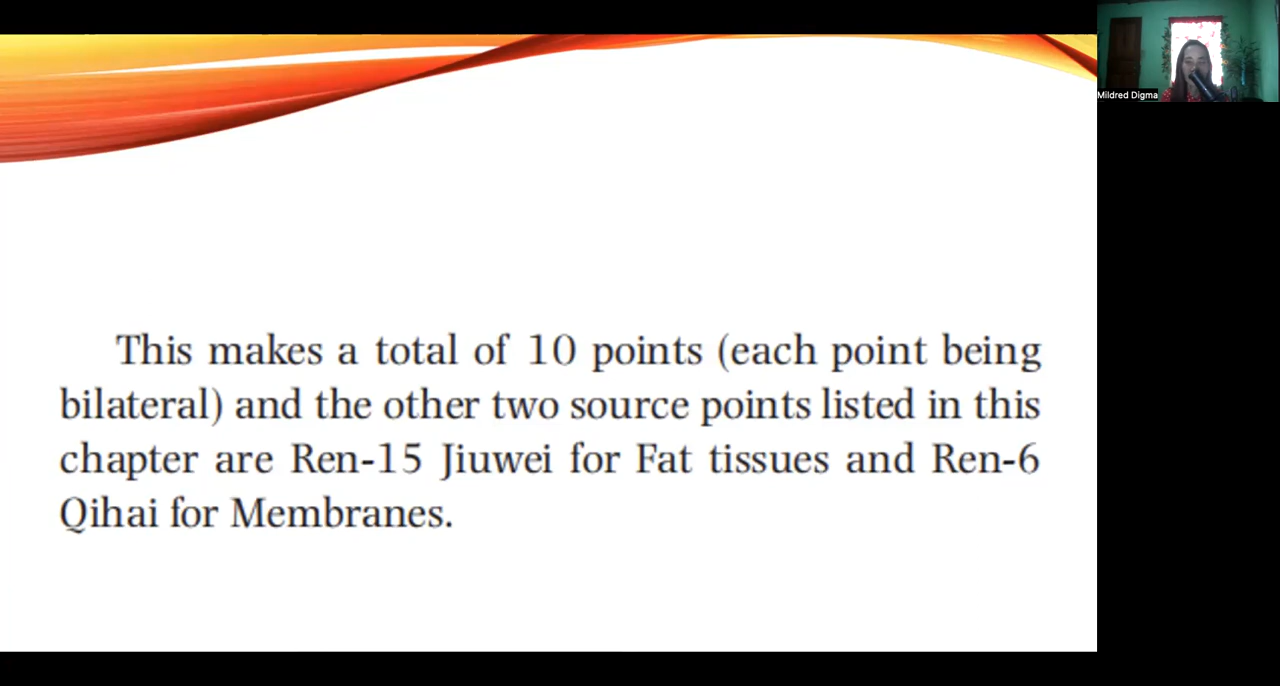 Mildred Digma
This makes a total of 10 points (each point being
bilateral) and the other two source points listed in this
chapter are Ren-15 Jiuwei for Fat tissues and Ren-6
Qihai for Membranes.